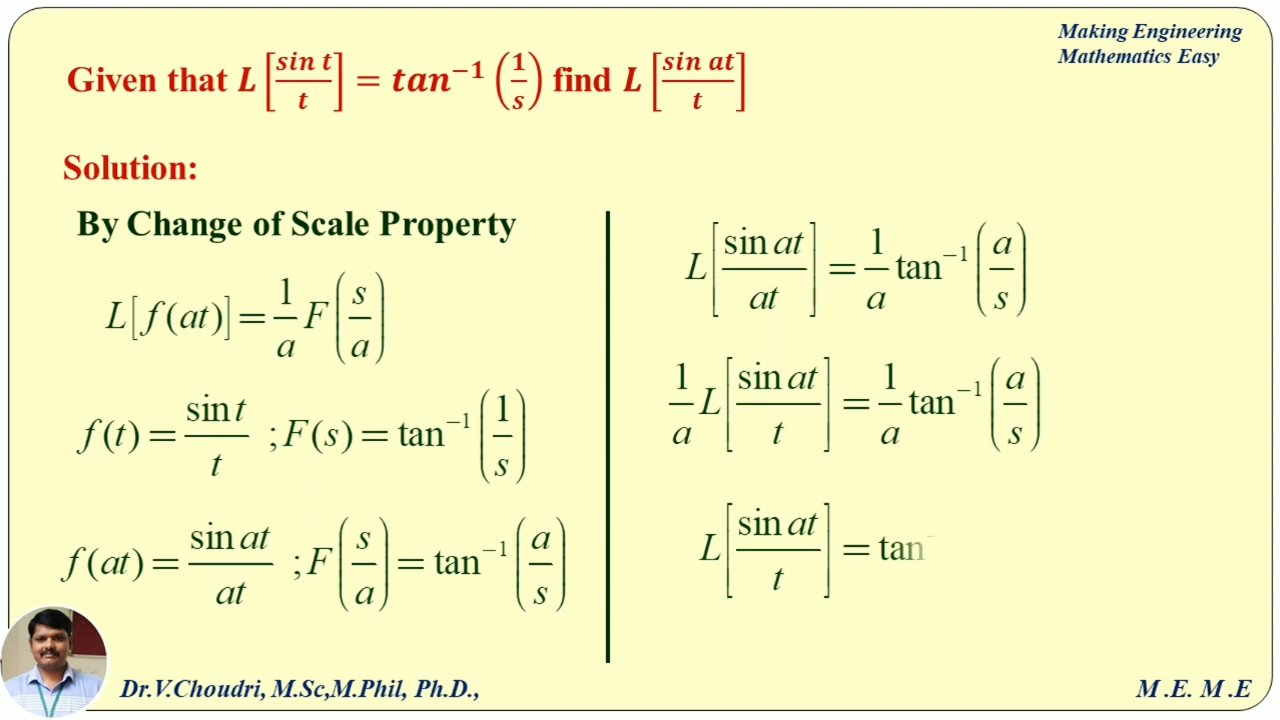 Making Engineering
Mathematics Easy
Given that L [sin t / t] = tan⁻¹ (1/s) find L [sin at / t]
Solution:
By Change of Scale Property
L[f(at)] = 1/a F(s/a)
f(t) = sin t / t ; F(s) = tan⁻¹ (1/s)
f(at) = sin at / at ; F(s/a) = tan⁻¹ (a/s)
L[sin at / at] = 1/a tan⁻¹ (a/s)
1/a L[sin at / t] = 1/a tan⁻¹ (a/s)
L[sin at / t] = tan
Dr.V.Choudri, M.Sc,M.Phil, Ph.D.,
M .E. M .E